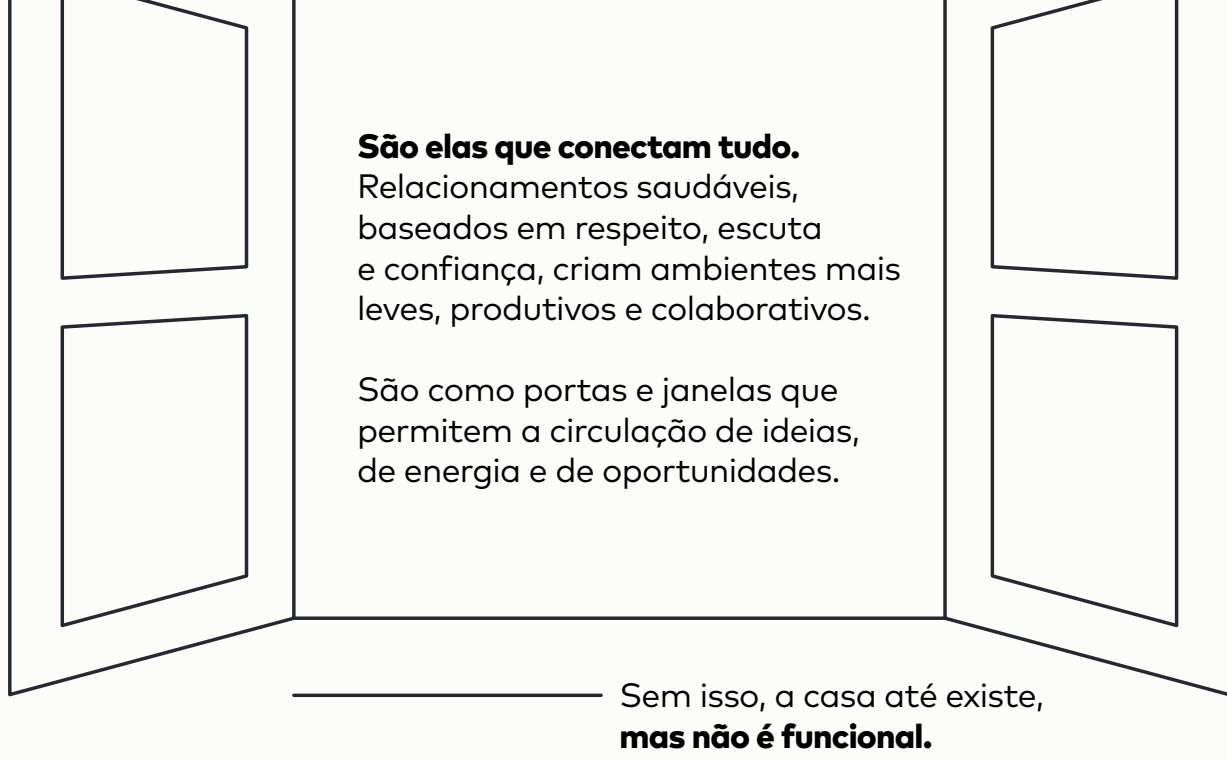 São elas que conectam tudo.
Relacionamentos saudáveis,
baseados em respeito, escuta
e confiança, criam ambientes mais
leves, produtivos e colaborativos.
São como portas e janelas que
permitem a circulação de ideias,
de energia e de oportunidades.
Sem isso, a casa até existe,
mas não é funcional.